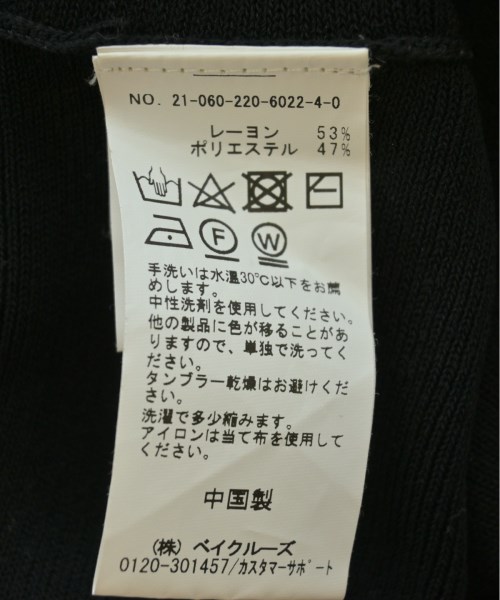 NO. 21-060-220-6022-4-0
レーヨン 53%
ポリエステル 47%
F W
手洗いは水温30℃以下をお薦
めします。
中性洗剤を使用してください。
他の製品に色が移ることがあ
りますので、単独で洗ってく
ださい。
タンブラー乾燥はお避けくだ
さい。
洗濯で多少縮みます。
アイロンは当て布を使用して
ください。
中国製
(株) ベイクルーズ
0120-301457/カスタマーサポート